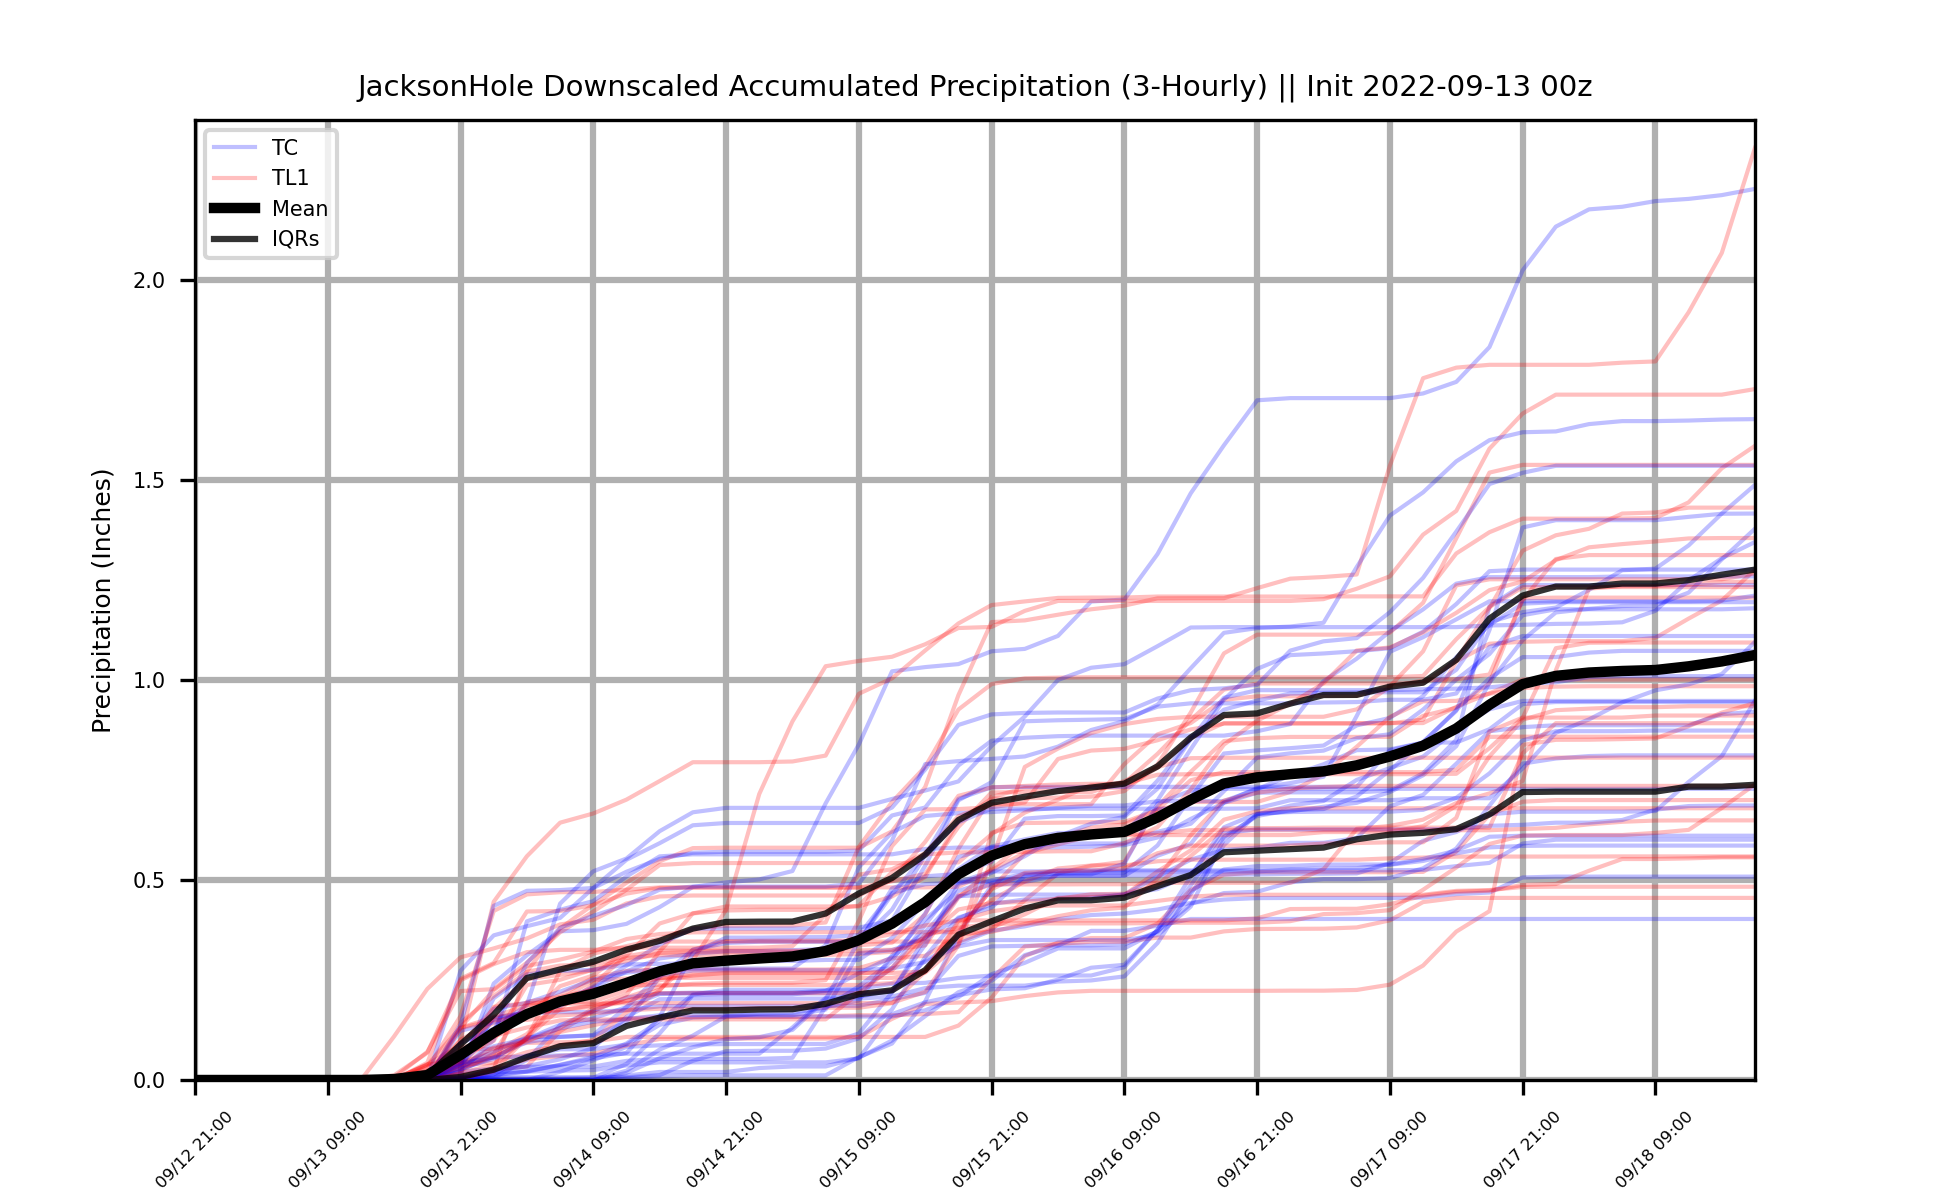 JacksonHole Downscaled Accumulated Precipitation (3-Hourly) || Init 2022-09-13 00z
TC
TL1
Mean
IQRs
Precipitation (Inches)
2.0
1.5
1.0
0.5
0.0
09/12 21:00
09/13 09:00
09/13 21:00
09/14 09:00
09/14 21:00
09/15 09:00
09/15 21:00
09/16 09:00
09/16 21:00
09/17 09:00
09/17 21:00
09/18 09:00